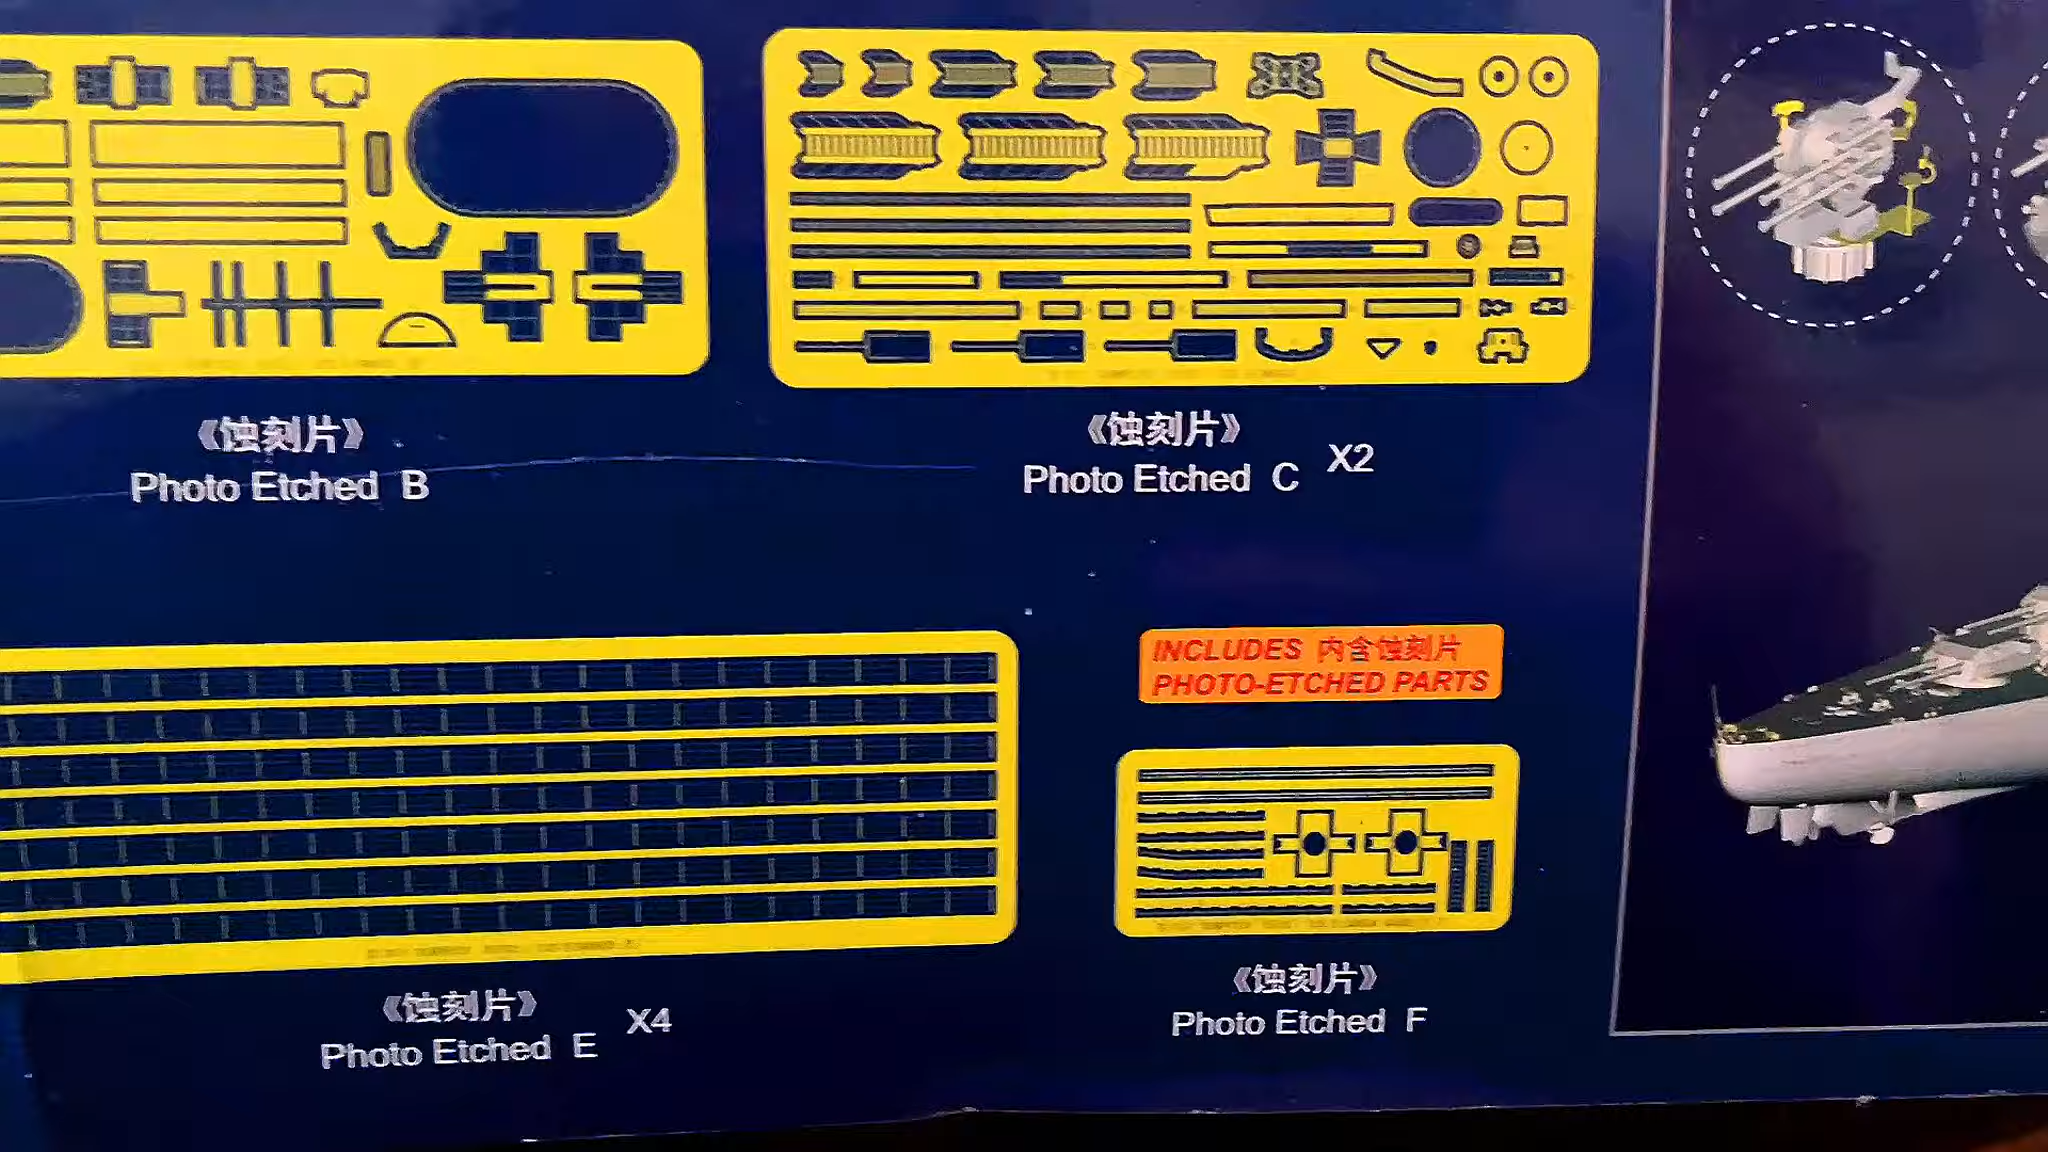 《蚀刻片》
Photo Etched B
《蚀刻片》
Photo Etched C X2
INCLUDES 内含蚀刻片
PHOTO-ETCHED PARTS
《蚀刻片》
Photo Etched E X4
《蚀刻片》
Photo Etched F